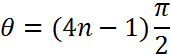 θ = (4n − 1) π/2